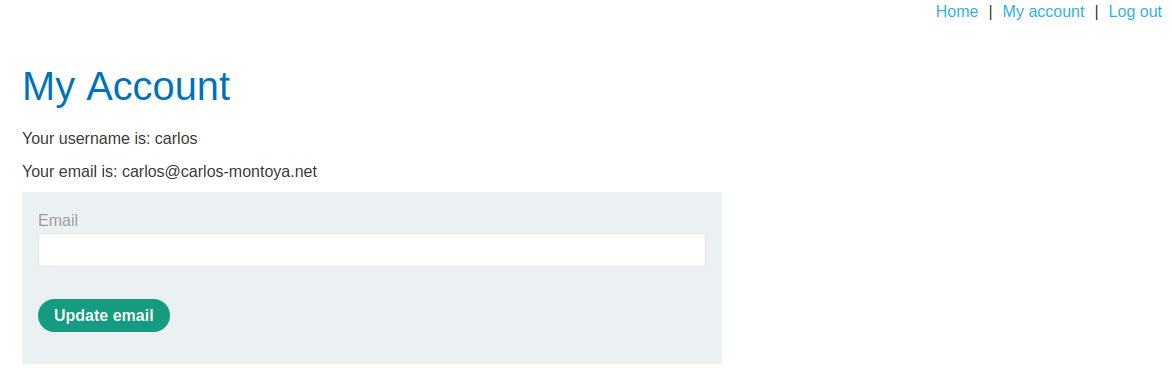 Home | My account | Log out
My Account
Your username is: carlos
Your email is: carlos@carlos-montoya.net
Email
Update email